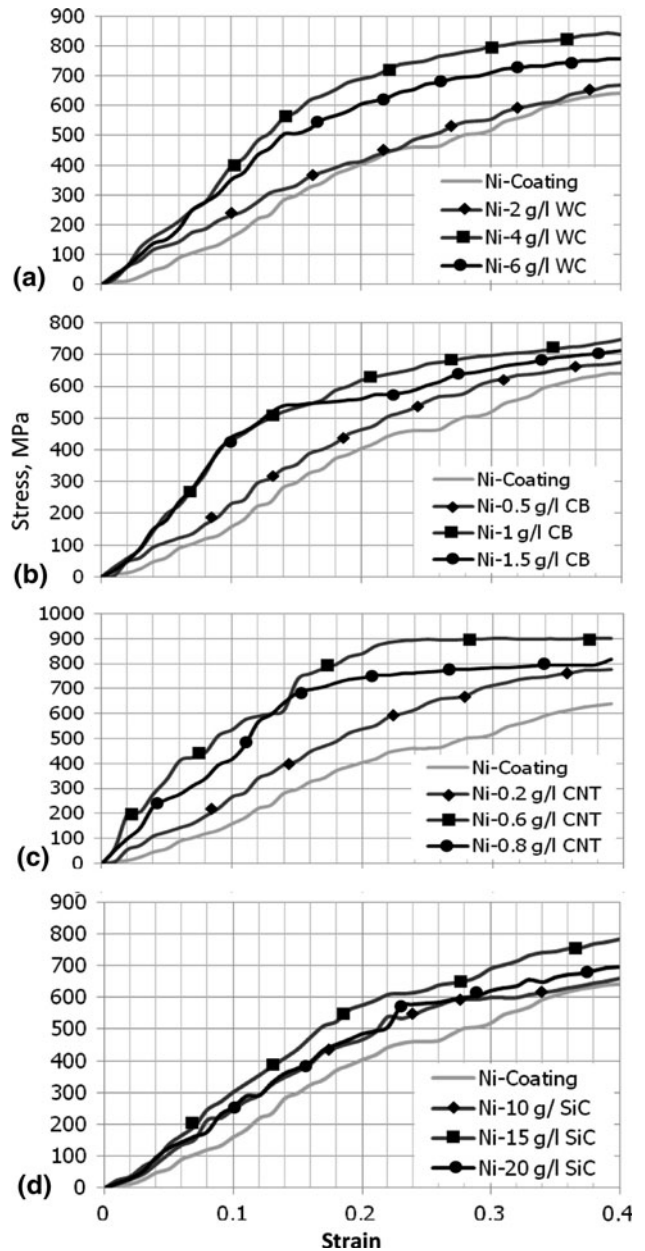 900
800
700
600
500
400
300
200
100
0
Ni-Coating
Ni-2 g/l WC
Ni-4 g/l WC
Ni-6 g/l WC
(a)
800
700
600
500
400
300
200
100
0
Ni-Coating
Ni-0.5 g/l CB
Ni-1 g/l CB
Ni-1.5 g/l CB
(b)
Stress, MPa
1000
900
800
700
600
500
400
300
200
100
0
Ni-Coating
Ni-0.2 g/l CNT
Ni-0.6 g/l CNT
Ni-0.8 g/l CNT
(c)
900
800
700
600
500
400
300
200
100
0
Ni-Coating
Ni-10 g/ SiC
Ni-15 g/l SiC
Ni-20 g/l SiC
(d)
0 0.1 0.2 0.3 0.4
Strain